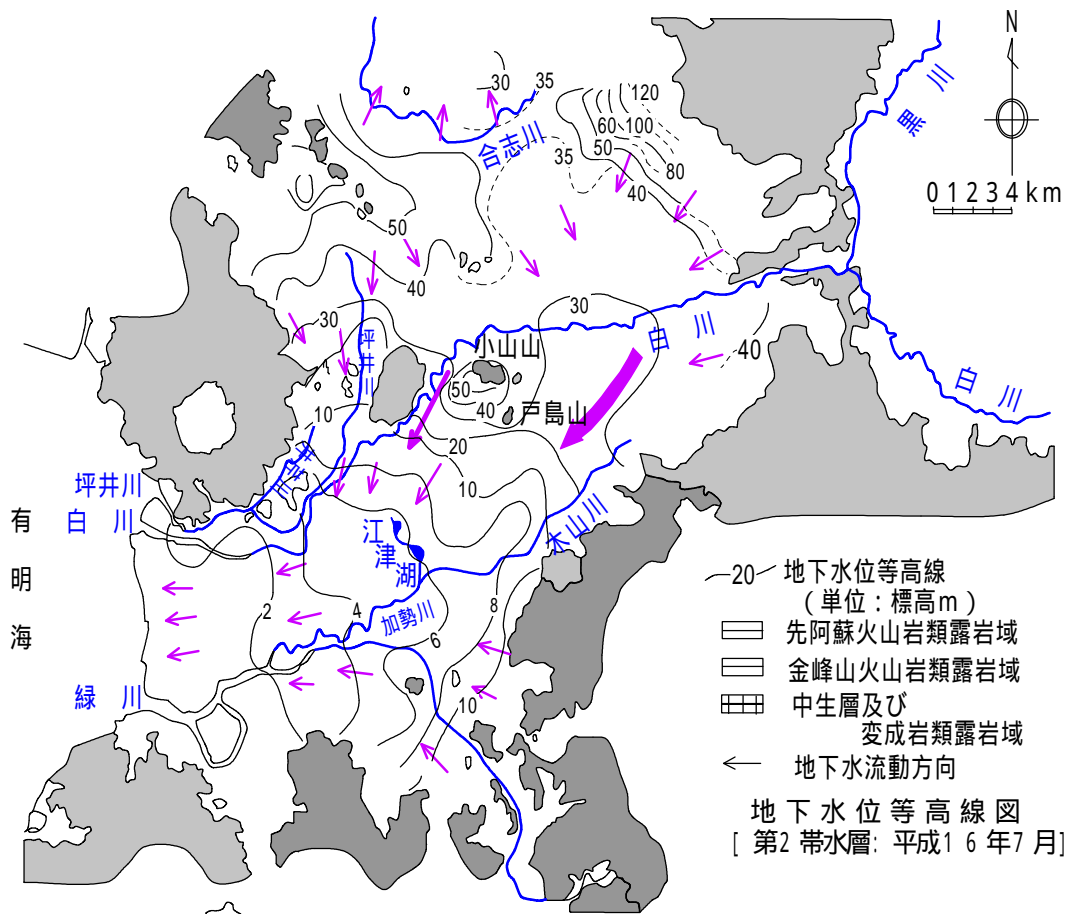 N
黒川
0 1 2 3 4 km
30
35
120
60
100
50
80
35
40
合志川
50
40
30
坪井川
30
小山山
白川
40
50
40
戸島山
白川
10
20
10
井芹川
坪井川
白川
有明海
江津湖
木山川
加勢川
2
4
6
8
10
緑川
20 地下水位等高線
(単位:標高m)
先阿蘇火山岩類露岩域
金峰山火山岩類露岩域
中生層及び
変成岩類露岩域
地下水流動方向
地下水位等高線図
[ 第2帯水層: 平成16年7月]